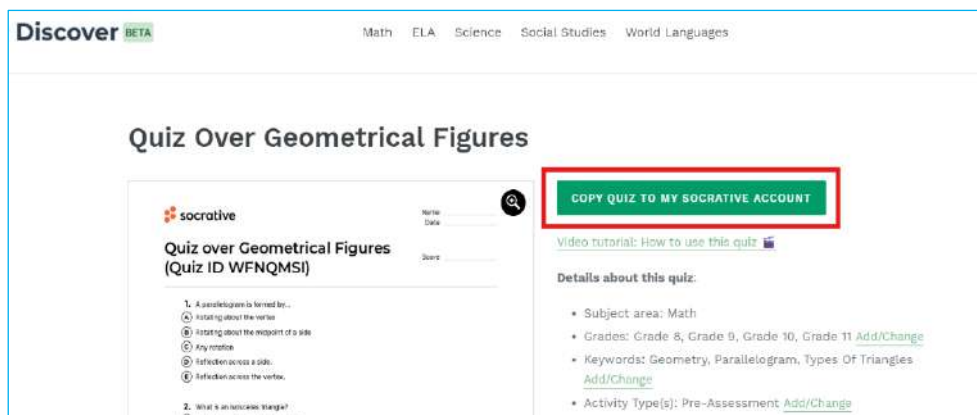 Discover BETA
Math ELA Science Social Studies World Languages
Quiz Over Geometrical Figures
socrative
Name
Date
Quiz over Geometrical Figures
(Quiz ID WFNQMSI)
Score
1. A parallelogram is formed by...
A Rotating about the vertex
B Rotating about the midpoint of a side
C Any rotation
D Reflection across a side.
E Reflection across the vertex.
2. What is an isosceles triangle?
COPY QUIZ TO MY SOCRATIVE ACCOUNT
Video tutorial: How to use this quiz
Details about this quiz:
• Subject area: Math
• Grades: Grade 8, Grade 9, Grade 10, Grade 11 Add/Change
• Keywords: Geometry, Parallelogram, Types Of Triangles
Add/Change
• Activity Type(s): Pre-Assessment Add/Change